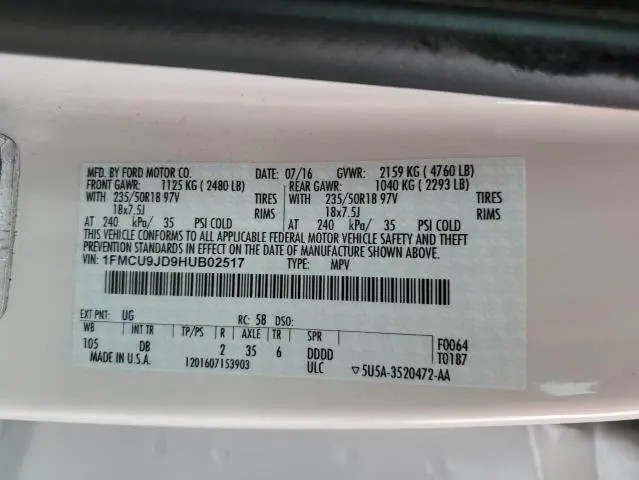 MFD. BY FORD MOTOR CO. DATE: 07/16 GVWR: 2159 KG ( 4760 LB)
FRONT GAWR: 1125 KG ( 2480 LB) REAR GAWR: 1040 KG ( 2293 LB)
WITH 235/50R18 97V TIRES WITH 235/50R18 97V TIRES
18x7.5J RIMS 18x7.5J RIMS
AT 240 kPa/ 35 PSI COLD AT 240 kPa/ 35 PSI COLD
THIS VEHICLE CONFORMS TO ALL APPLICABLE FEDERAL MOTOR VEHICLE SAFETY AND THEFT
PREVENTION STANDARDS IN EFFECT ON THE DATE OF MANUFACTURE SHOWN ABOVE.
VIN: 1FMCU9JD9HUB02517 TYPE: MPV
EXT PNT: UG RC: 58 DSO:
WB INT TR TP/PS R AXLE TR SPR F0064
105 DB 2 35 6 DDDD T0187
MADE IN U.S.A. 1201607153903 ULC ▽5U5A-3520472-AA